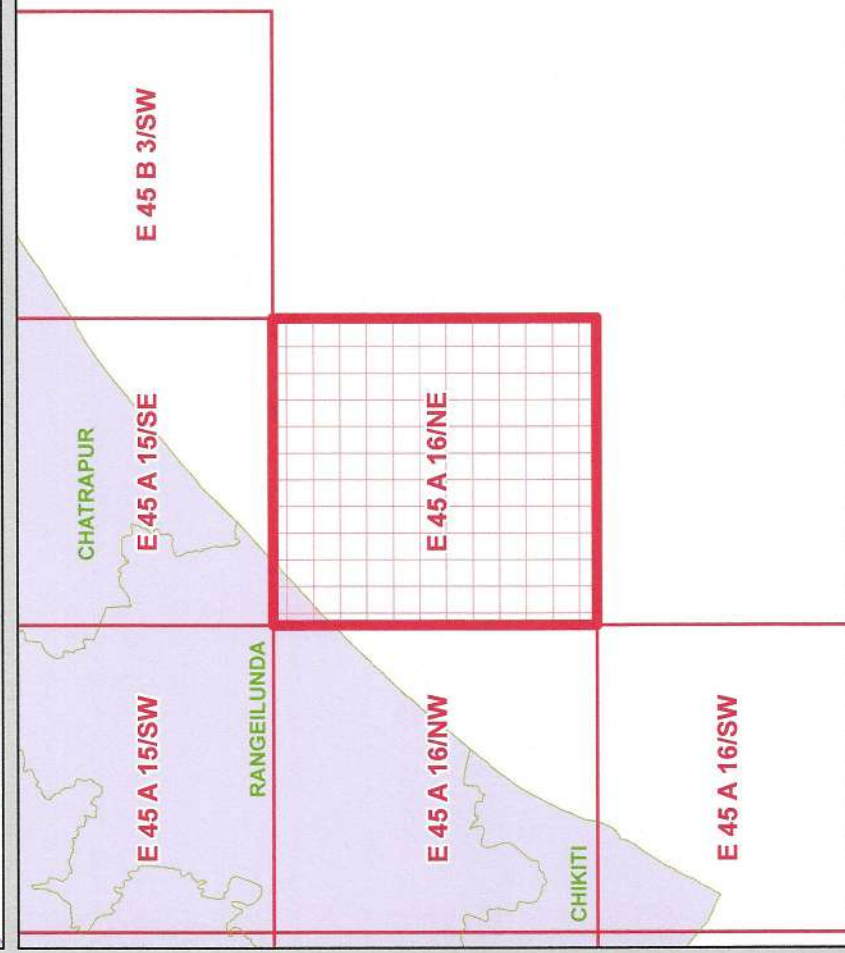 CHATRAPUR
E 45 A 15/SW
E 45 A 15/SE
E 45 B 3/SW
RANGEILUNDA
E 45 A 16/NW
E 45 A 16/NE
CHIKITI
E 45 A 16/SW